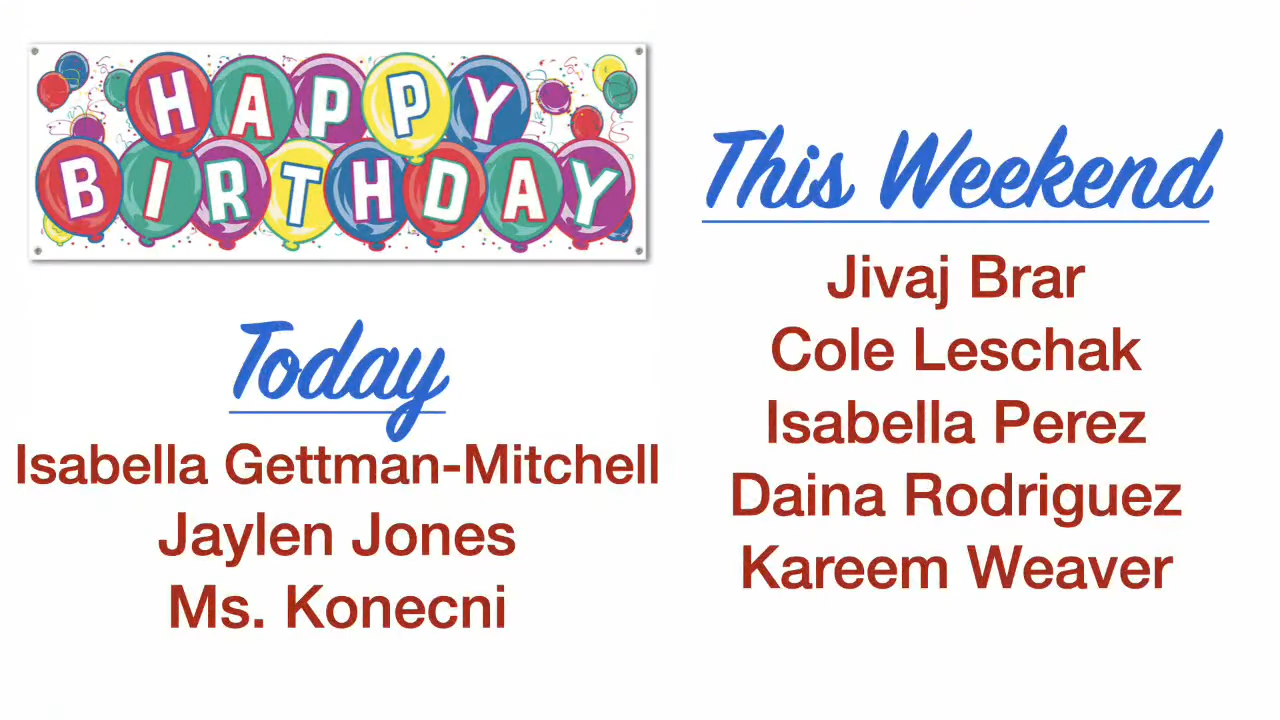 HAPPY
BIRTHDAY
Today
Isabella Gettman-Mitchell
Jaylen Jones
Ms. Konecni
This Weekend
Jivaj Brar
Cole Leschak
Isabella Perez
Daina Rodriguez
Kareem Weaver